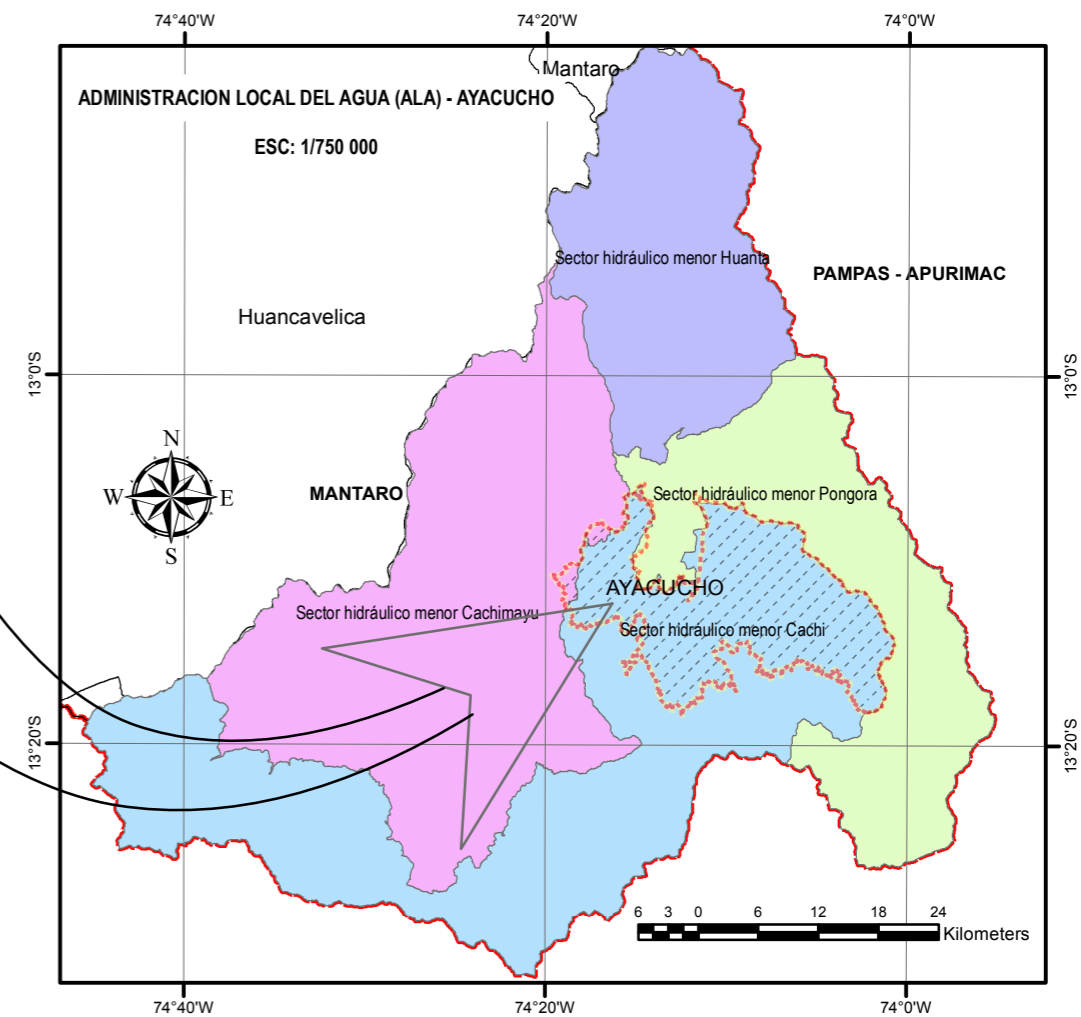 74°40'W 74°20'W 74°0'W
Mantaro
ADMINISTRACION LOCAL DEL AGUA (ALA) - AYACUCHO
ESC: 1/750 000
Sector hidráulico menor Huanta
PAMPAS - APURIMAC
Huancavelica
13°0'S 13°0'S
N
W E
S
MANTARO
Sector hidráulico menor Pongora
AYACUCHO
Sector hidráulico menor Cachimayu
Sector hidráulico menor Cachi
13°20'S 13°20'S
6 3 0 6 12 18 24
Kilometers
74°40'W 74°20'W 74°0'W